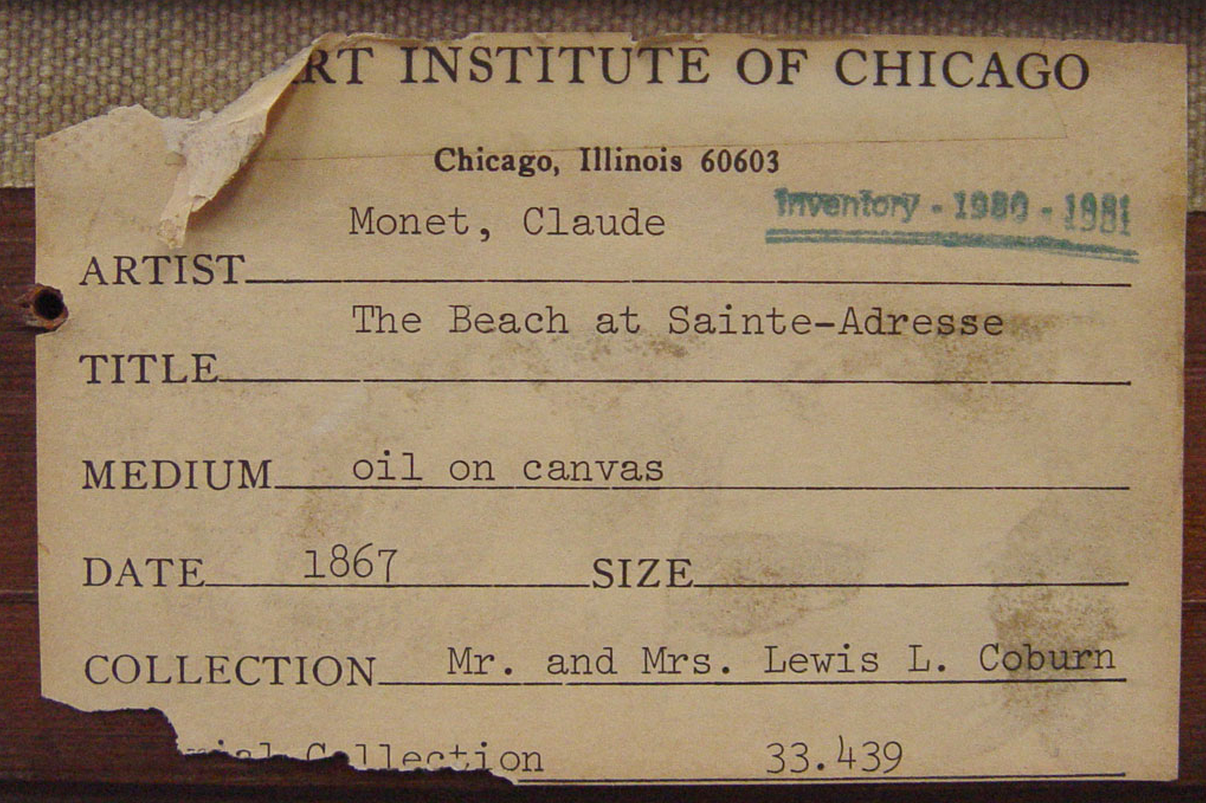 RT INSTITUTE OF CHICAGO
Chicago, Illinois 60603
Inventory - 1980 - 1981
Monet, Claude
ARTIST
The Beach at Sainte-Adresse
TITLE
MEDIUM oil on canvas
DATE 1867 SIZE
COLLECTION Mr. and Mrs. Lewis L. Coburn
Collection 33.439